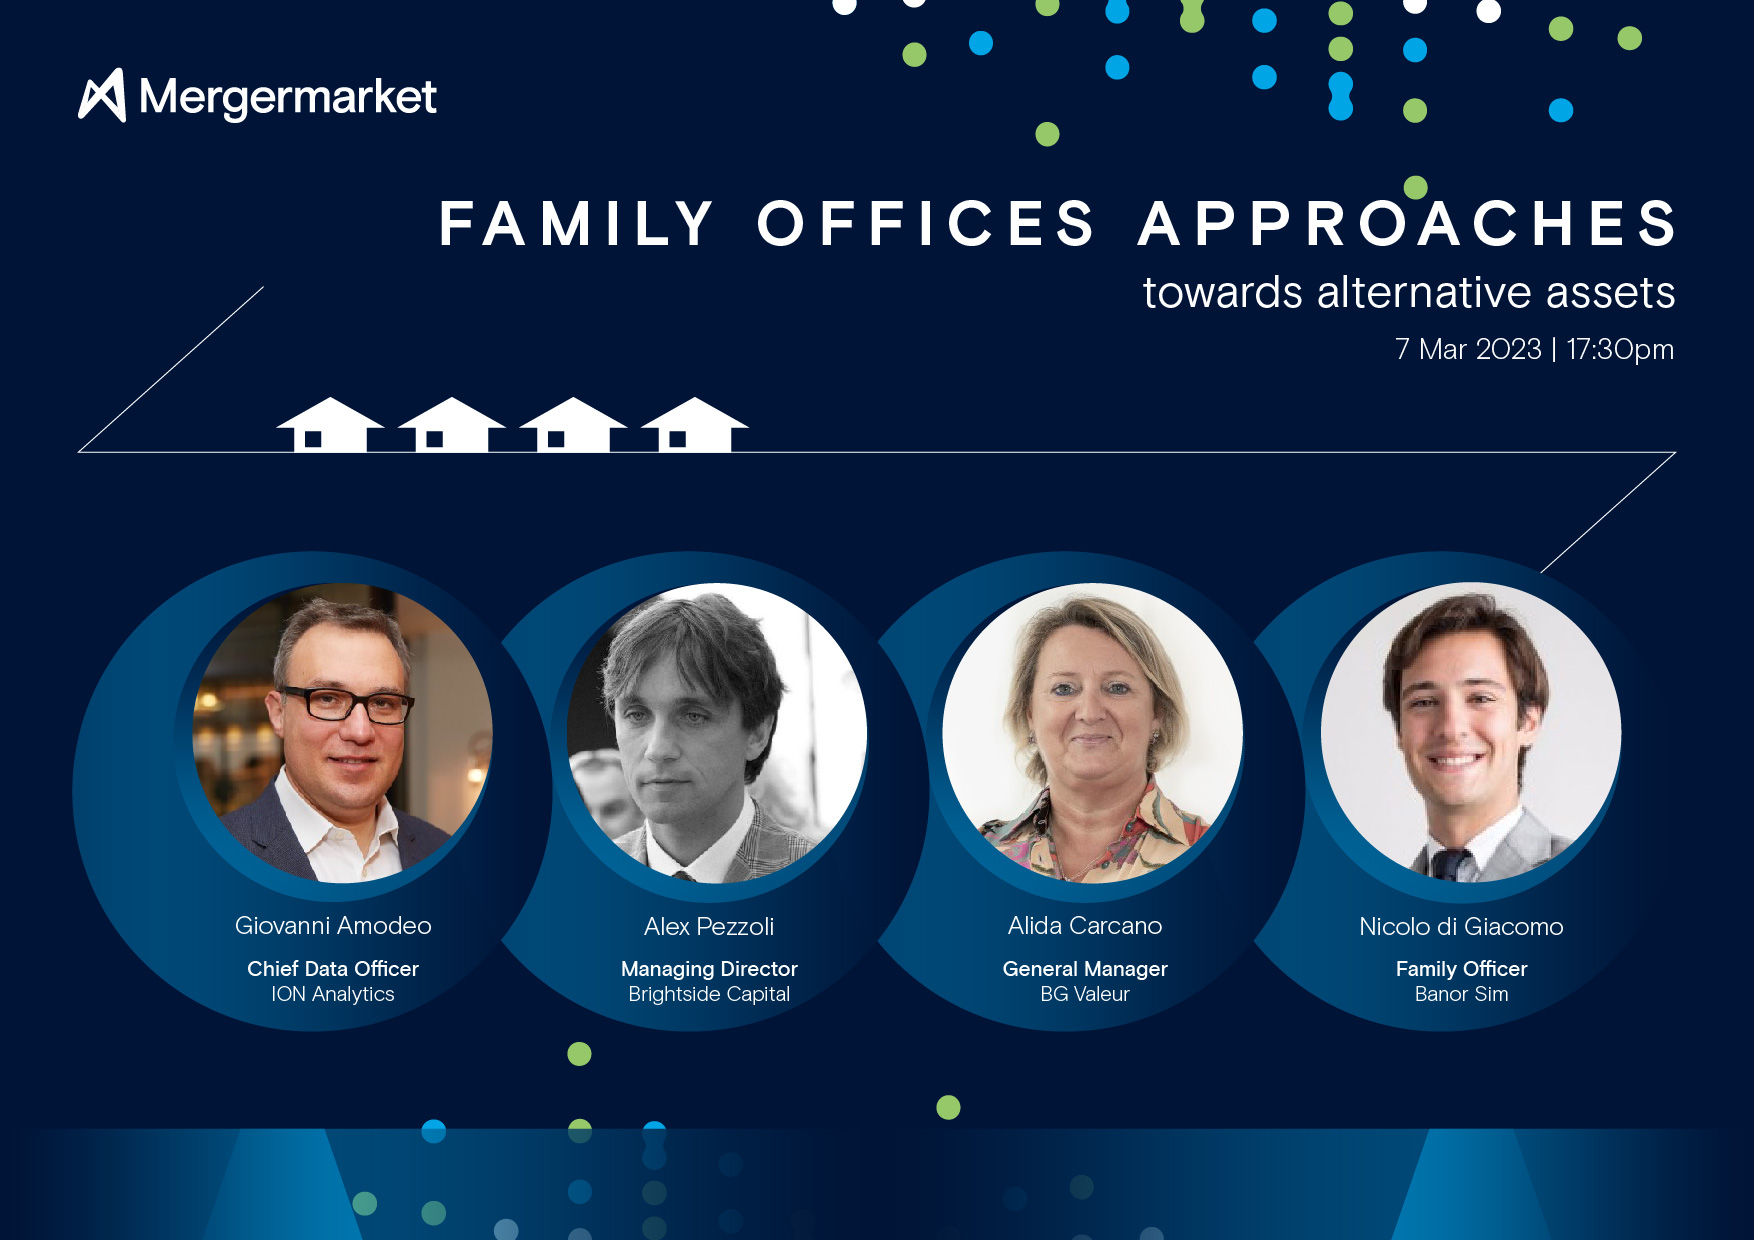 Mergermarket
FAMILY OFFICES APPROACHES
towards alternative assets
7 Mar 2023 | 17:30pm
Giovanni Amodeo
Chief Data Officer
ION Analytics
Alex Pezzoli
Managing Director
Brightside Capital
Alida Carcano
General Manager
BG Valeur
Nicolo di Giacomo
Family Officer
Banor Sim